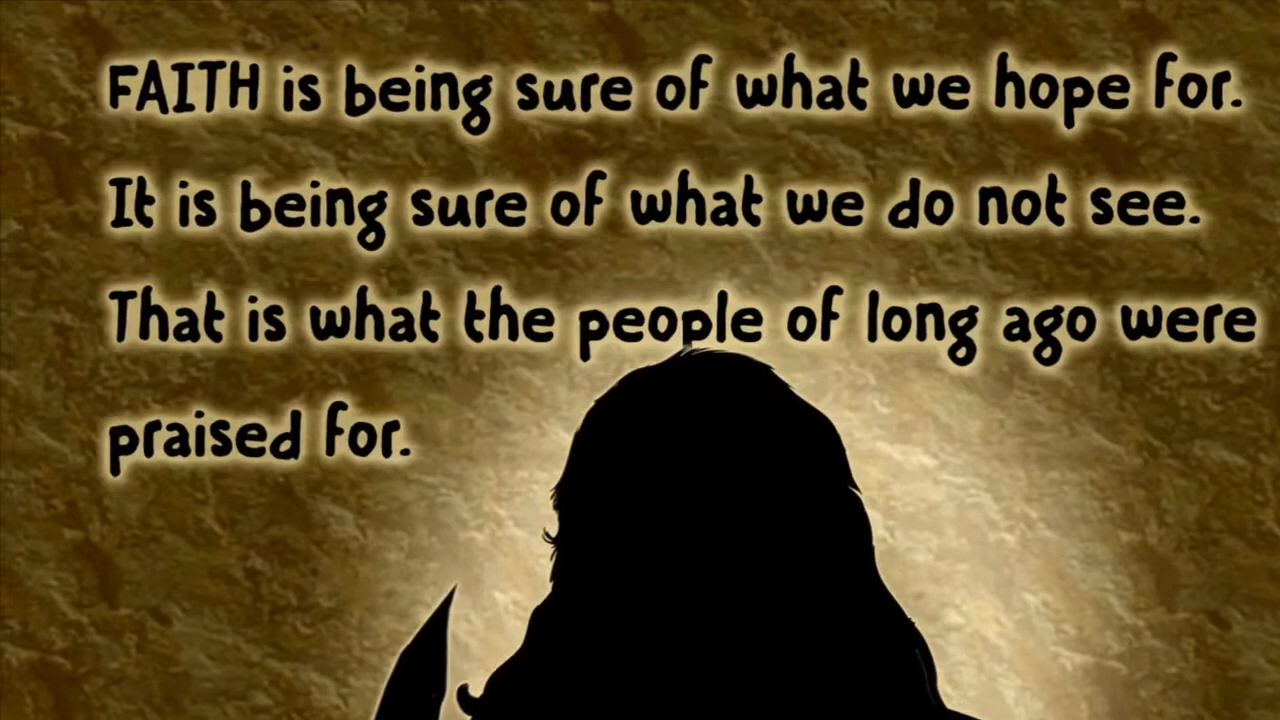 FAITH is being sure of what we hope for.
It is being sure of what we do not see.
That is what the people of long ago were
praised for.